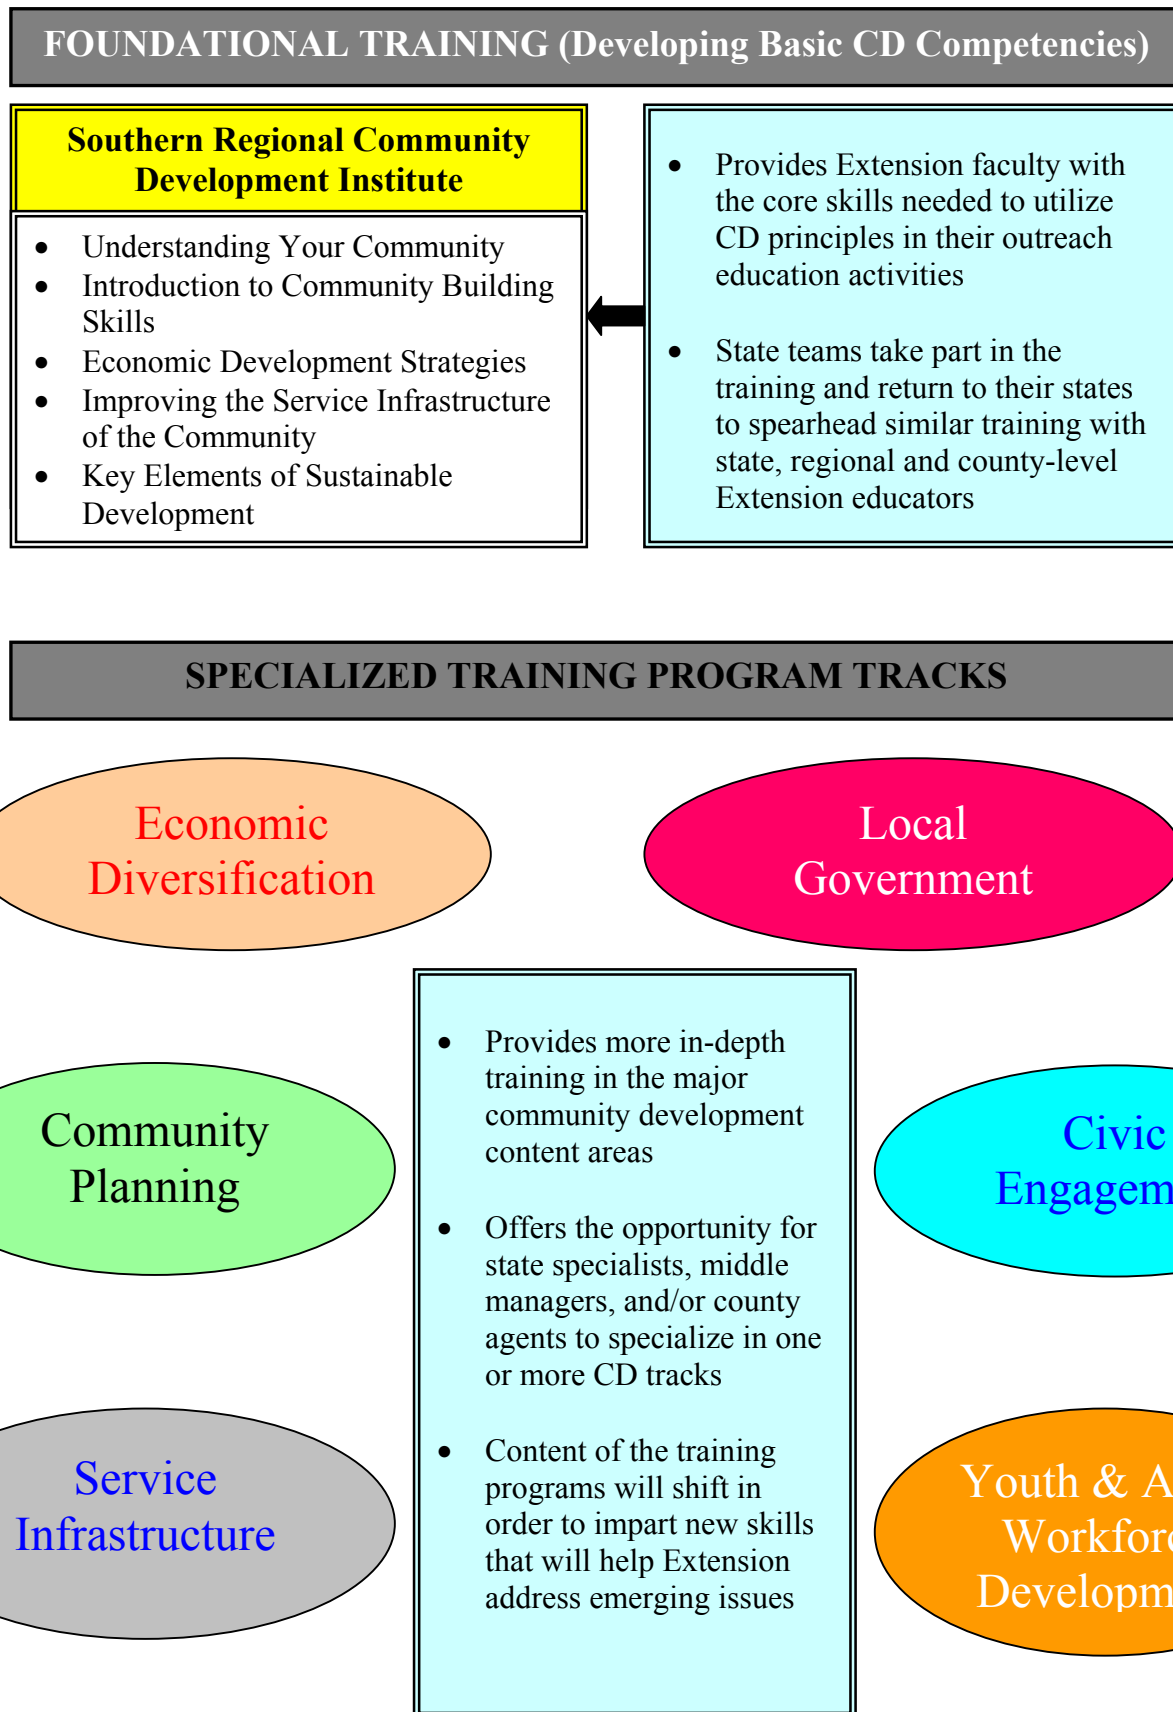 FOUNDATIONAL TRAINING (Developing Basic CD Competencies)
Southern Regional Community
Development Institute
• Understanding Your Community
• Introduction to Community Building
Skills
• Economic Development Strategies
• Improving the Service Infrastructure
of the Community
• Key Elements of Sustainable
Development
• Provides Extension faculty with
the core skills needed to utilize
CD principles in their outreach
education activities
• State teams take part in the
training and return to their states
to spearhead similar training with
state, regional and county-level
Extension educators
SPECIALIZED TRAINING PROGRAM TRACKS
Economic
Diversification
Local
Government
Community
Planning
• Provides more in-depth
training in the major
community development
content areas
• Offers the opportunity for
state specialists, middle
managers, and/or county
agents to specialize in one
or more CD tracks
• Content of the training
programs will shift in
order to impart new skills
that will help Extension
address emerging issues
Civic
Service
Infrastructure
Youth &